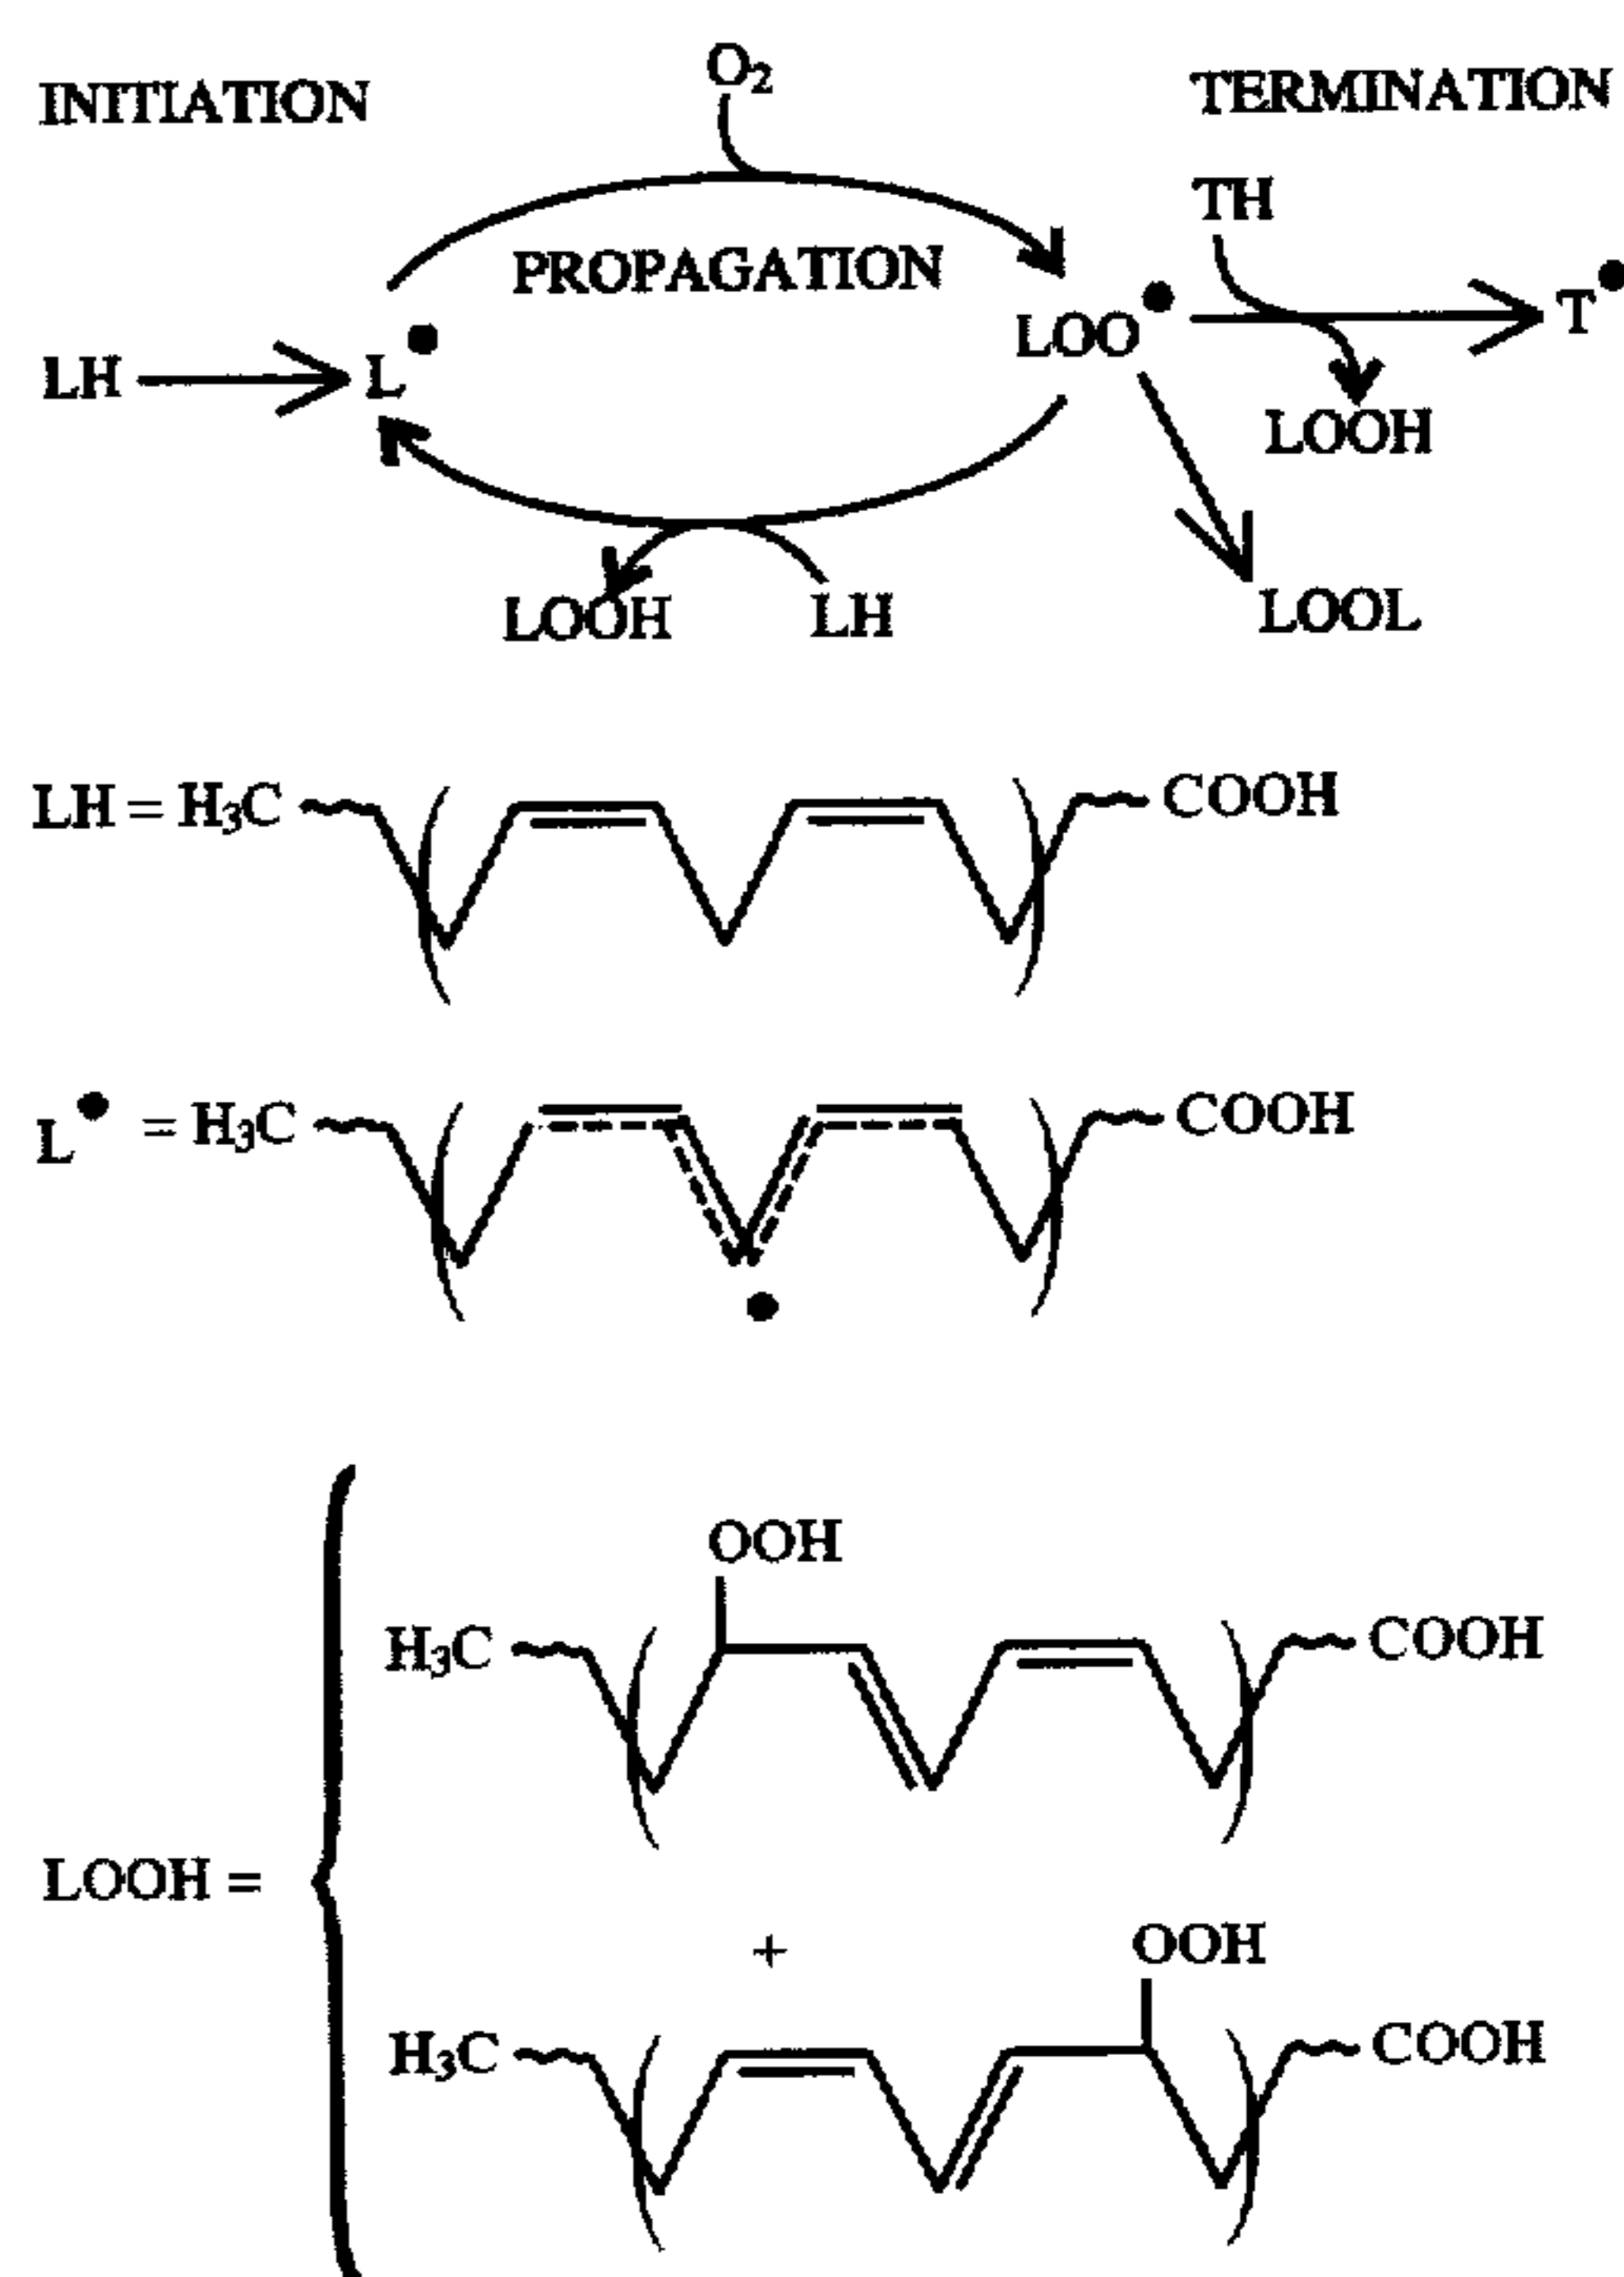 INITIATION
O₂
TERMINATION
TH
PROPAGATION
LOO•
T•
LH
L•
LOOH
LOOH
LH
LOOL
LH = H₃C
COOH
L• = H₃C
COOH
OOH
H₃C
COOH
LOOH =
+
OOH
H₃C
COOH